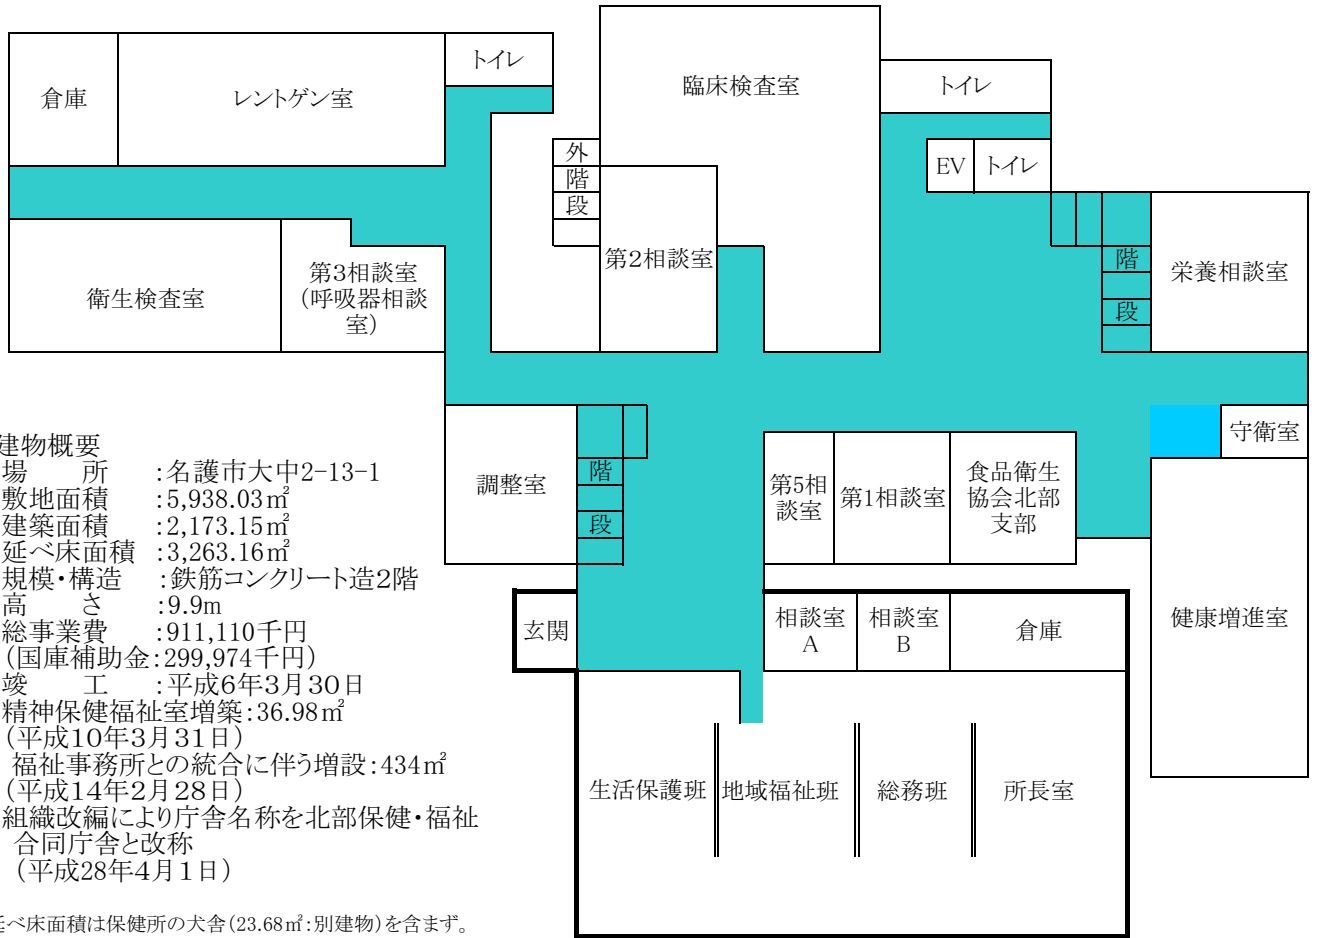 トイレ
倉庫
レントゲン室
臨床検査室
トイレ
外
階
段
EV
トイレ
第2相談室
階
段
栄養相談室
衛生検査室
第3相談室
(呼吸器相談
室)
守衛室
調整室
階
段
第5相
談室
第1相談室
食品衛生
協会北部
支部
玄関
相談室
A
相談室
B
倉庫
健康増進室
生活保護班
地域福祉班
総務班
所長室
建物概要
場　　所　:名護市大中2-13-1
敷地面積　:5,938.03㎡
建築面積　:2,173.15㎡
延べ床面積　:3,263.16㎡
規模・構造　:鉄筋コンクリート造2階
高　　さ　:9.9m
総事業費　:911,110千円
(国庫補助金:299,974千円)
竣　　工　:平成6年3月30日
精神保健福祉室増築:36.98㎡
(平成10年3月31日)
福祉事務所との統合に伴う増設:434㎡
(平成14年2月28日)
組織改編により庁舎名称を北部保健・福祉
合同庁舎と改称
(平成28年4月1日)
べ床面積は保健所の犬舎(23.68㎡:別建物)を含まず。